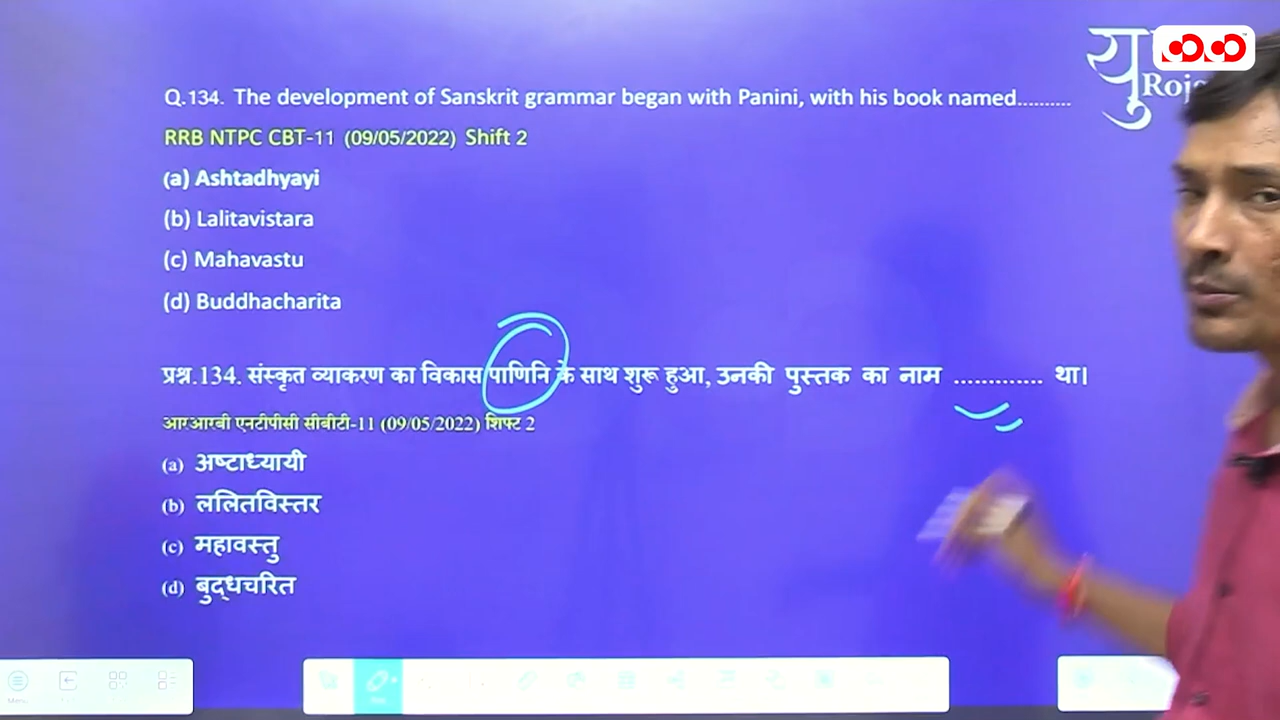 Q.134. The development of Sanskrit grammar began with Panini, with his book named..........
RRB NTPC CBT-11 (09/05/2022) Shift 2
(a) Ashtadhyayi
(b) Lalitavistara
(c) Mahavastu
(d) Buddhacharita
प्रश्न.134. संस्कृत व्याकरण का विकास पाणिनि के साथ शुरू हुआ, उनकी पुस्तक का नाम ............. था।
आरआरबी एनटीपीसी सीबीटी-11 (09/05/2022) शिफ्ट 2
(a) अष्टाध्यायी
(b) ललितविस्तर
(c) महावस्तु
(d) बुद्धचरित